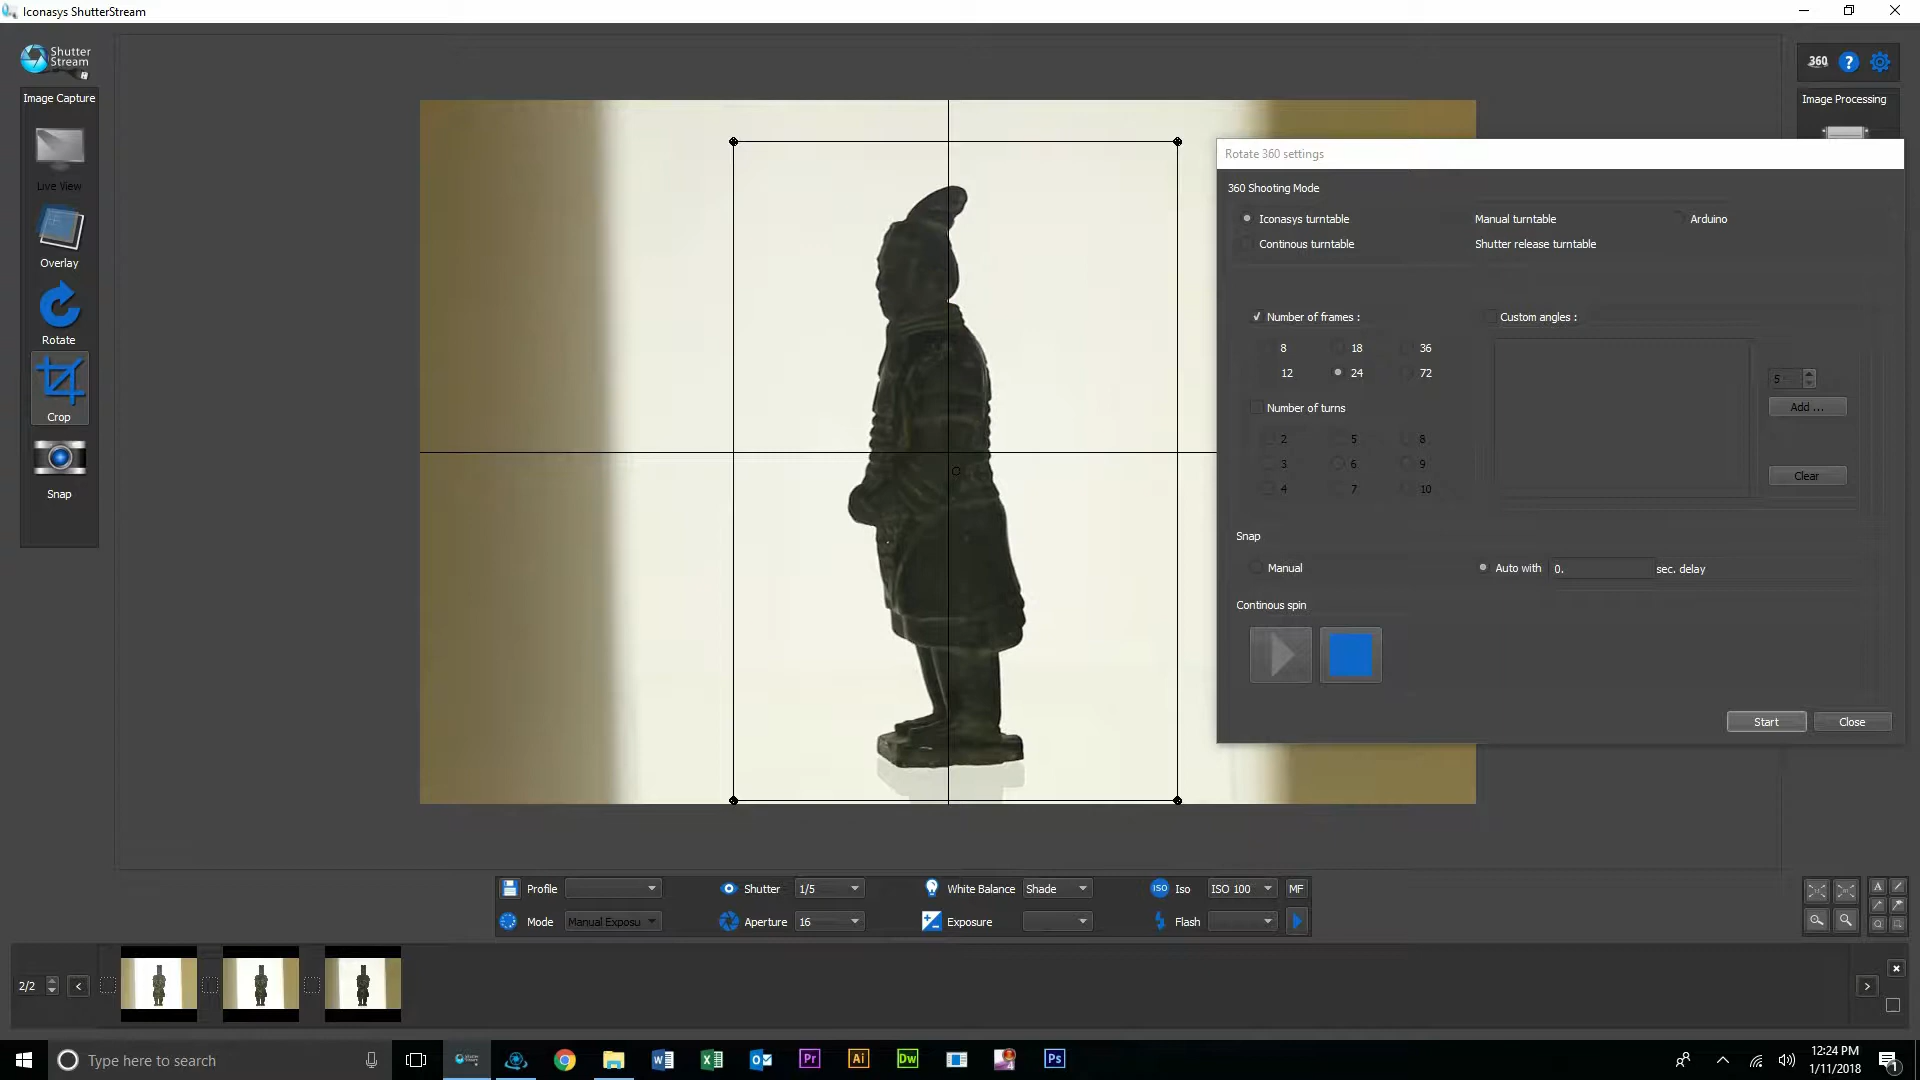 Iconasys ShutterStream
Shutter
Stream
360 ?
Image Capture
Image Processing
Live View
Overlay
Rotate
Crop
Snap
Rotate 360 settings
360 Shooting Mode
Iconasys turntable Manual turntable Arduino
Continous turntable Shutter release turntable
Number of frames : Custom angles :
8 18 36
12 24 72
5
Add ...
Number of turns
2 5 8
3 6 9
4 7 10
Clear
Snap
Manual Auto with 0. sec. delay
Continous spin
Start Close
Profile Shutter 1/5 White Balance Shade ISO Iso ISO 100 MF
Mode Manual Exposu Aperture 16 Exposure Flash
A
2/2 < >
Type here to search
Pr Ai Dw Ps
12:24 PM
1/11/2018
1